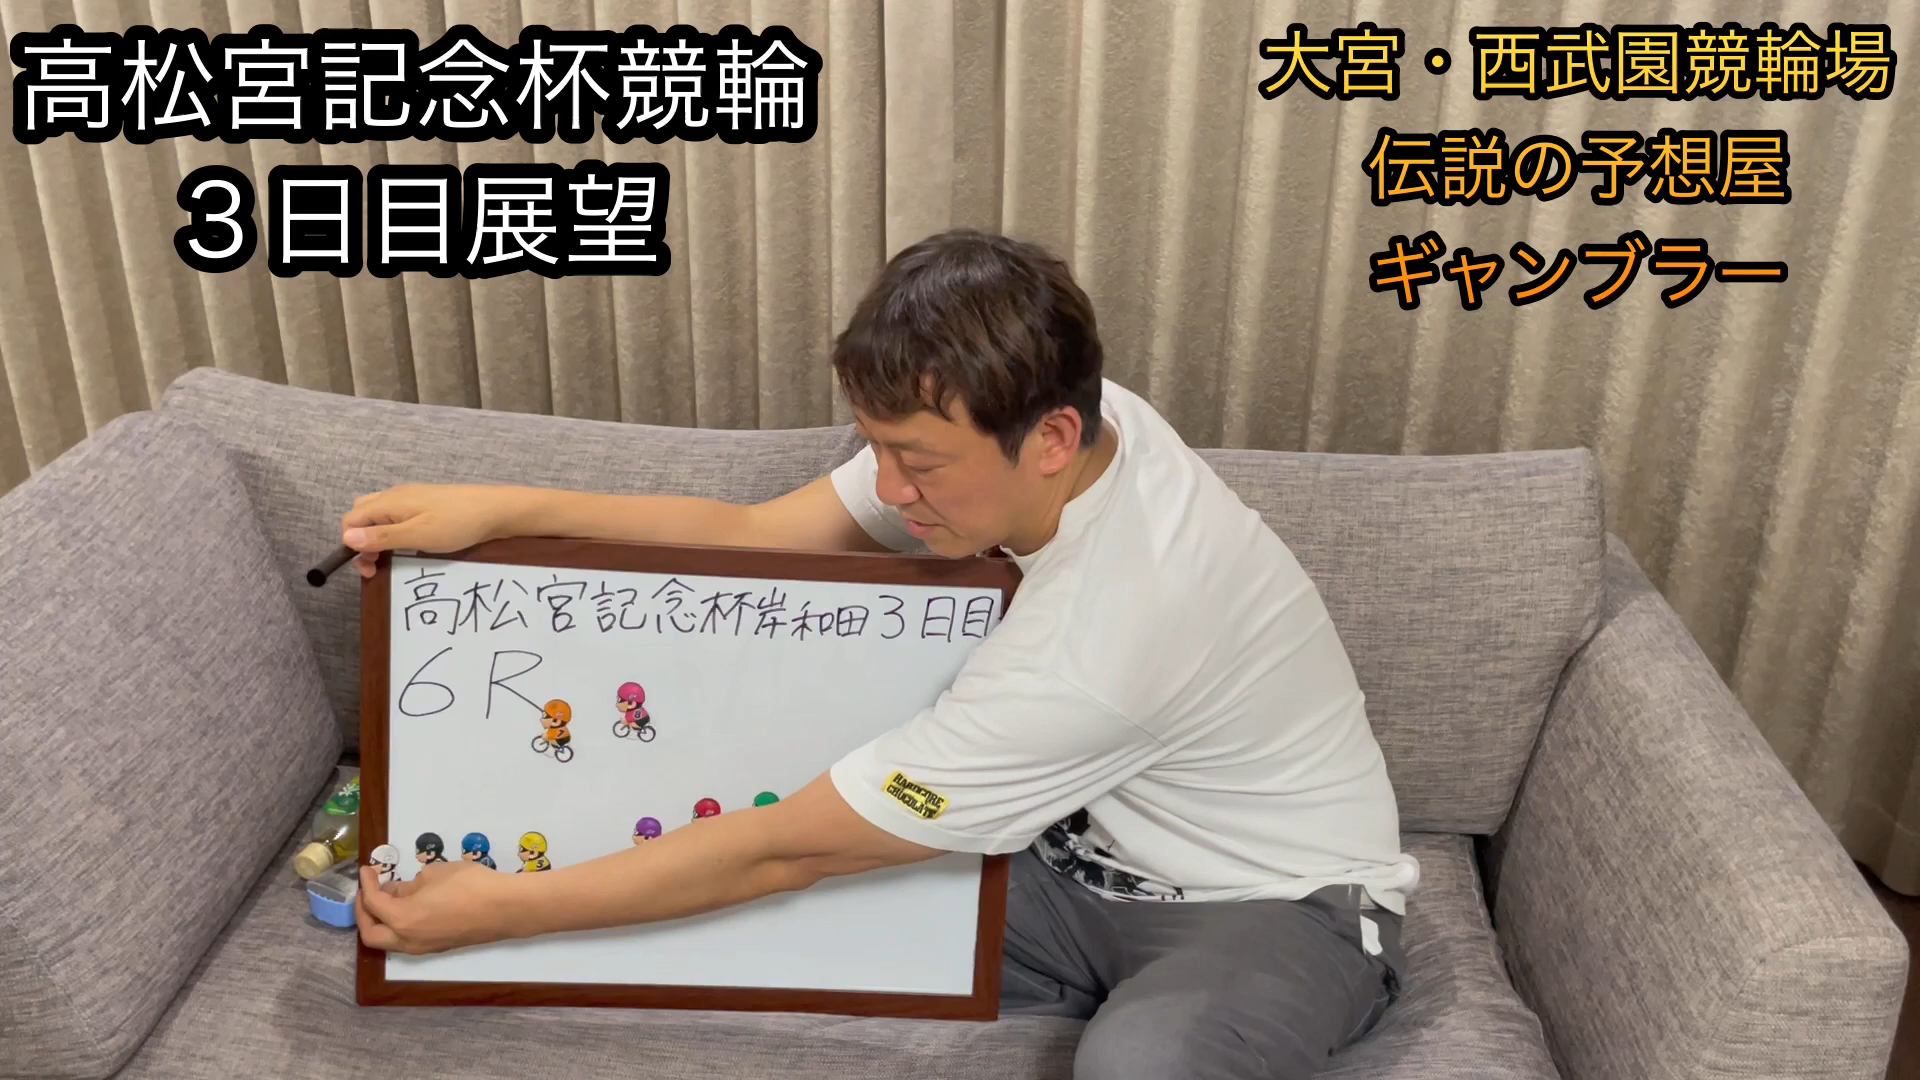 高松宮記念杯競輪
３日目展望
大宮・西武園競輪場
伝説の予想屋
ギャンブラー
高松宮記念杯岸和田3日目
6R
HARDCORE
CHOCOLATE